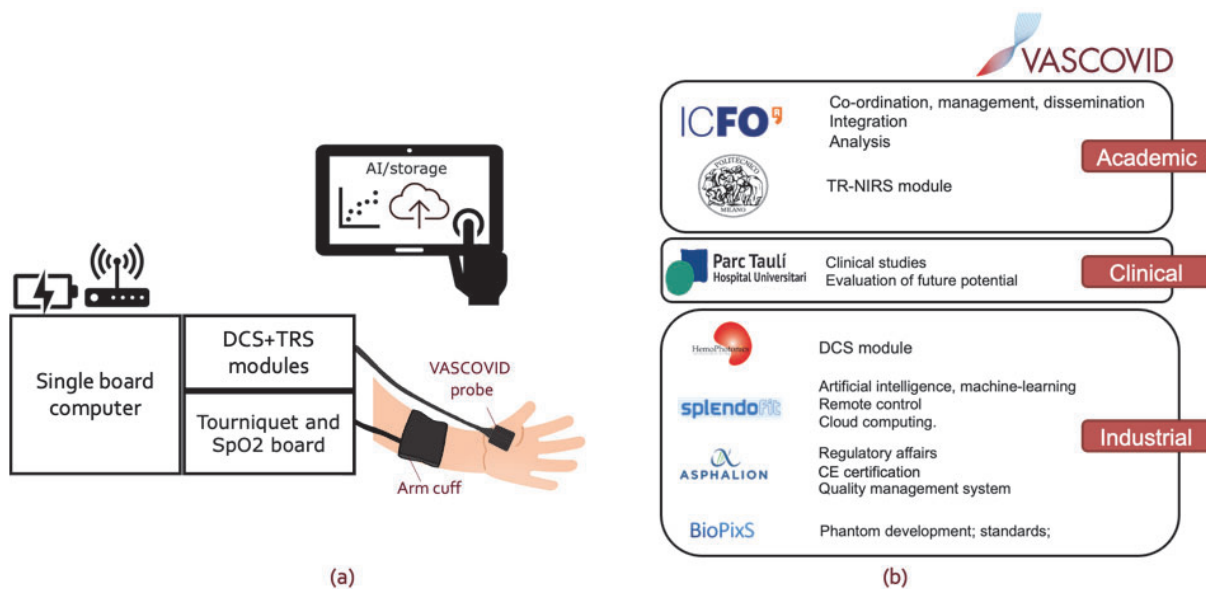 AI/storage
Single board
computer
DCS+TRS
modules
Tourniquet and
SpO2 board
VASCOVID
probe
Arm cuff
(a)
VASCOVID
ICFO
Co-ordination, management, dissemination
Integration
Analysis
Academic
POLITECNICO
MILANO
TR-NIRS module
Parc Taulí
Hospital Universitari
Clinical studies
Evaluation of future potential
Clinical
HemoPhotonics
DCS module
splendoFit
Artificial intelligence, machine-learning
Remote control
Cloud computing.
Industrial
ASPHALION
Regulatory affairs
CE certification
Quality management system
BioPixS
Phantom development; standards;
(b)